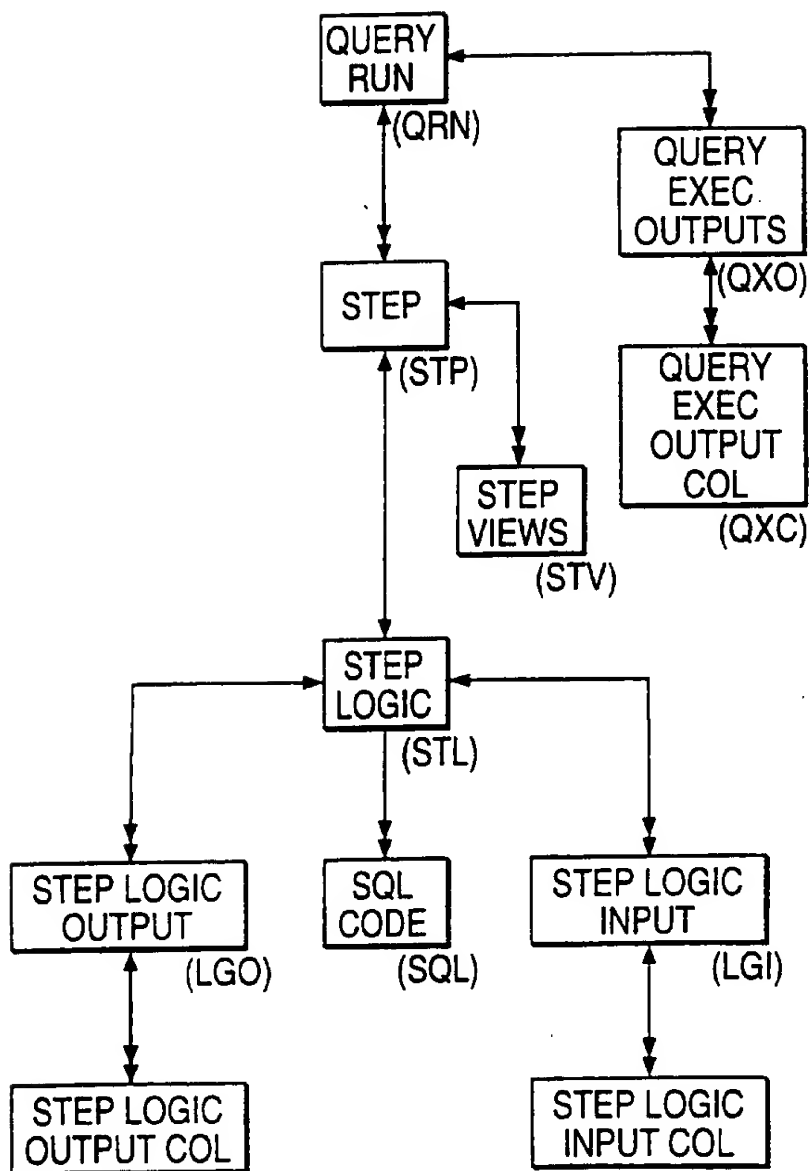 QUERY
RUN
(QRN)
QUERY
EXEC
OUTPUTS
(QXO)
STEP
(STP)
QUERY
EXEC
OUTPUT
COL
(QXC)
STEP
VIEWS
(STV)
STEP
LOGIC
(STL)
STEP LOGIC
OUTPUT
(LGO)
SQL
CODE
(SQL)
STEP LOGIC
INPUT
(LGI)
STEP LOGIC
OUTPUT COL
STEP LOGIC
INPUT COL